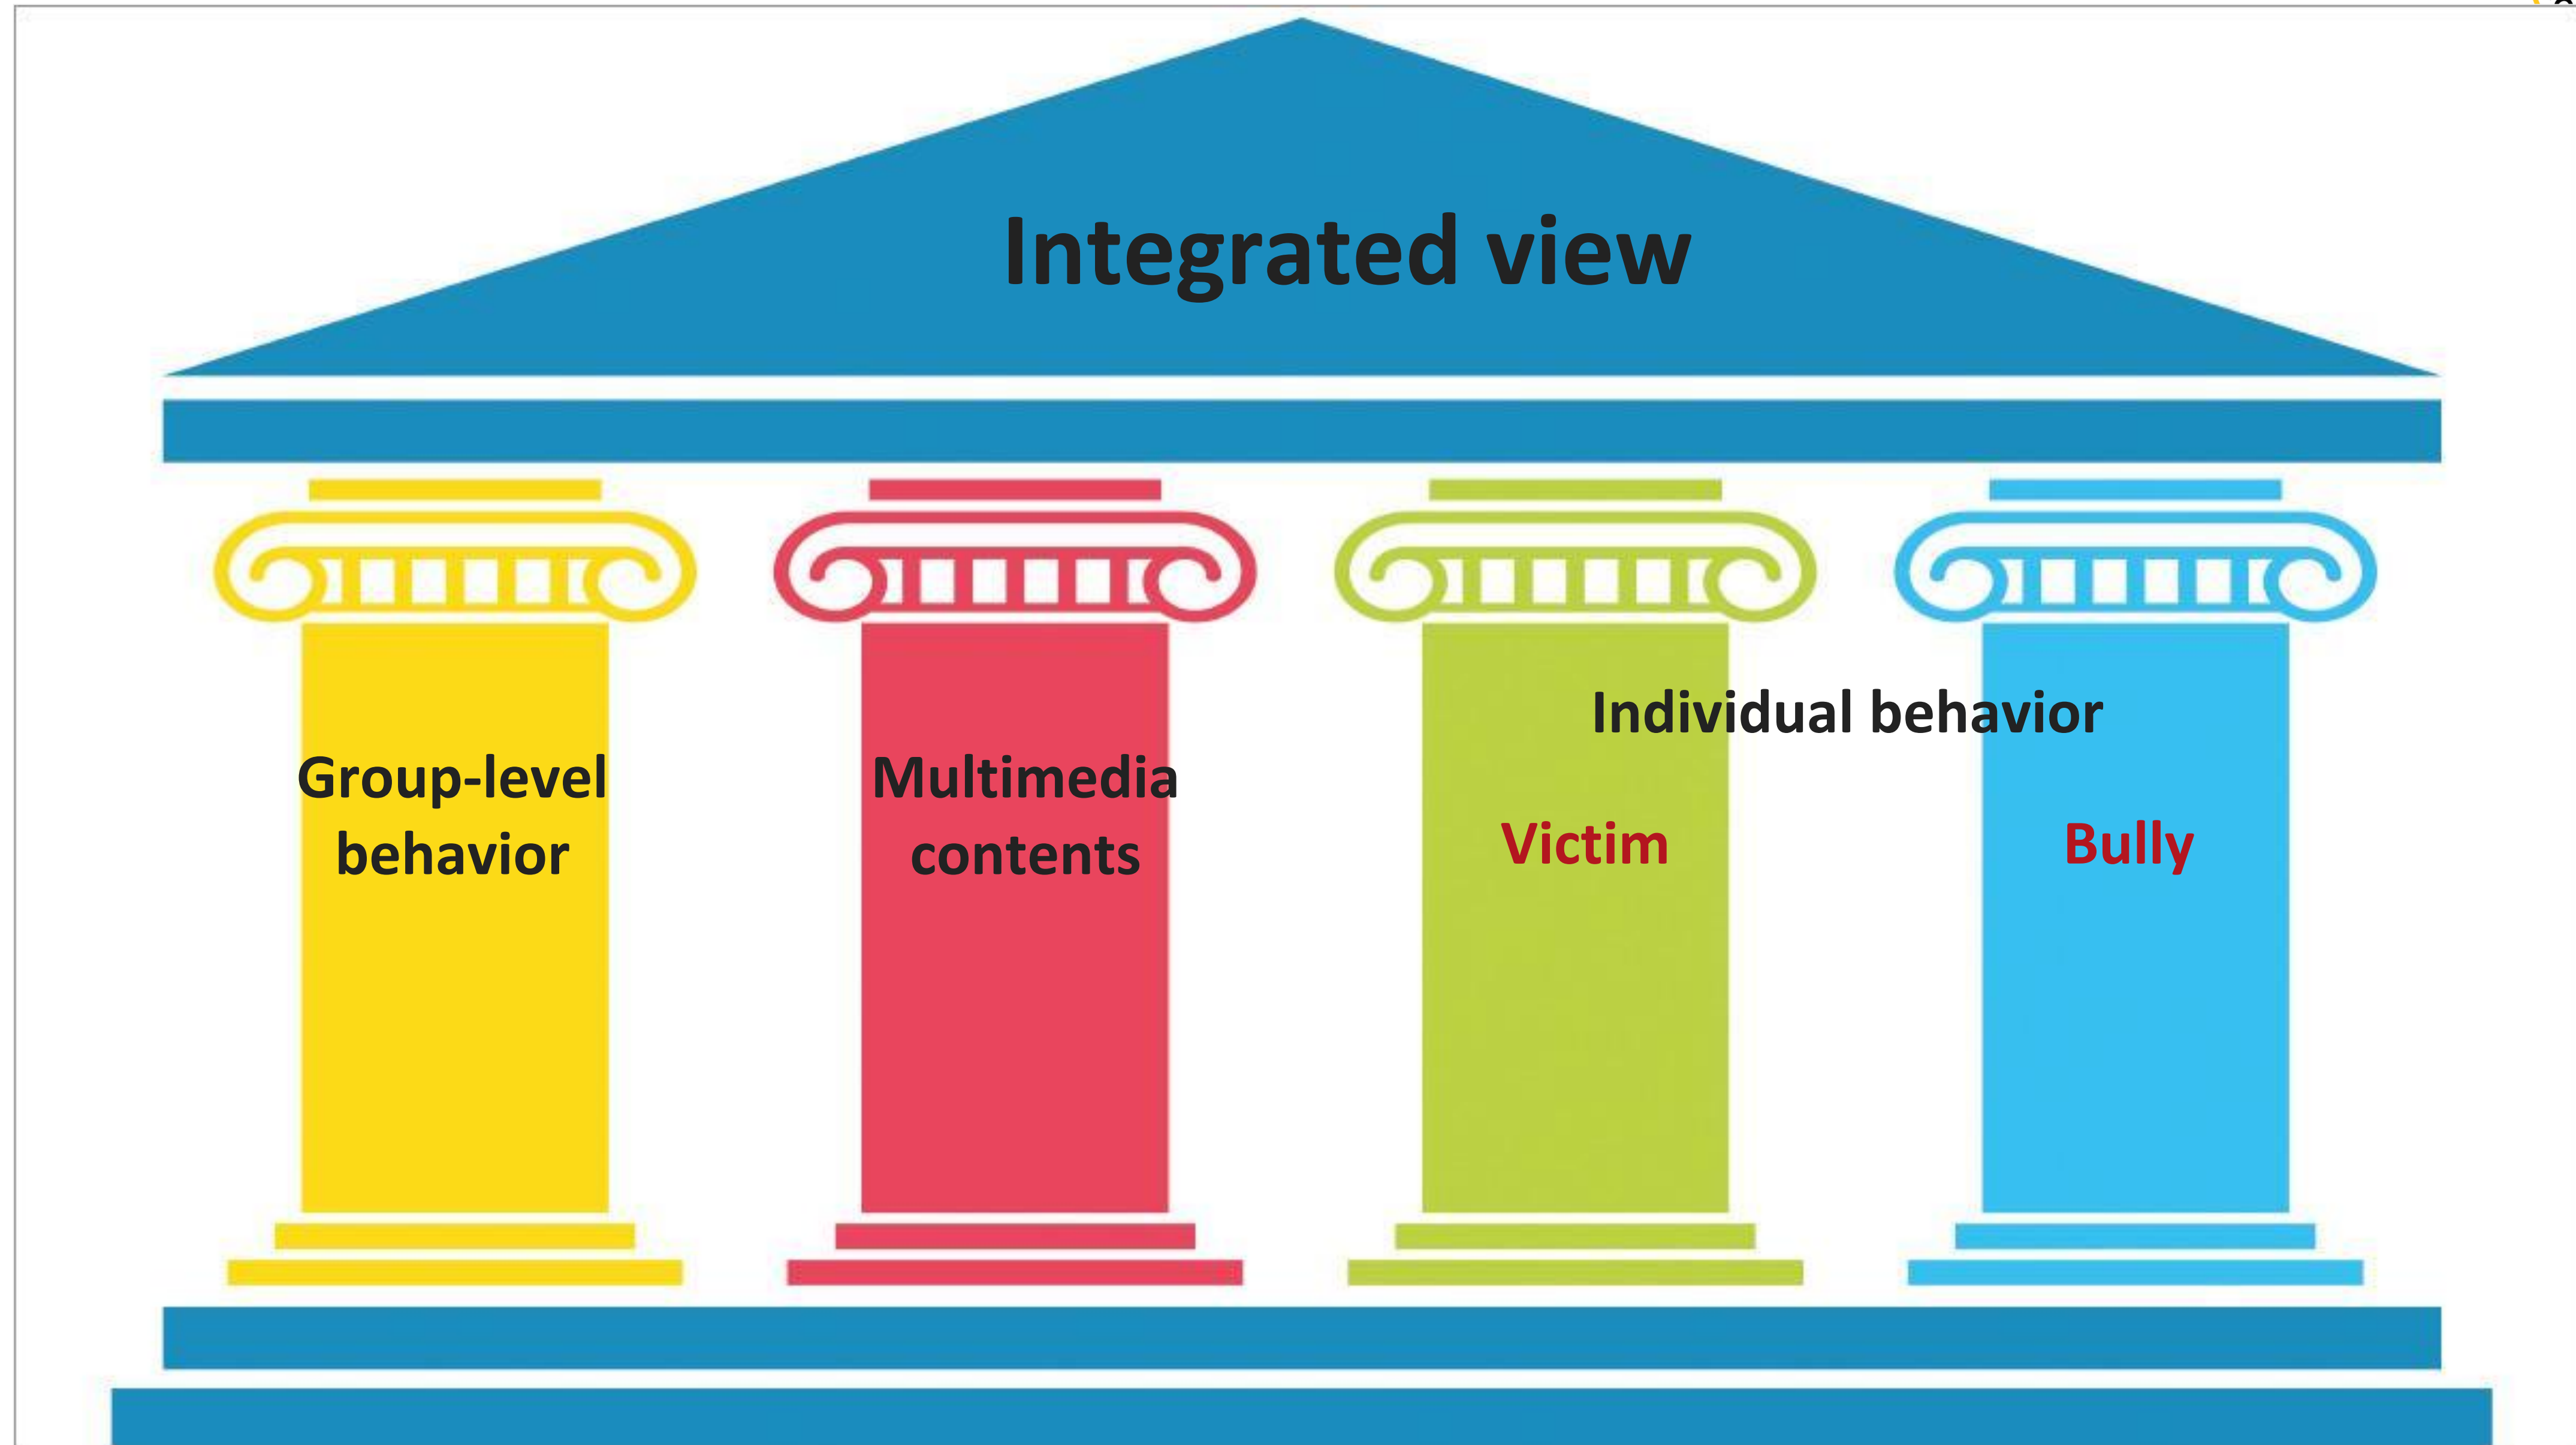 Integrated view
Group-level
behavior
Multimedia
contents
Individual behavior
Victim
Bully